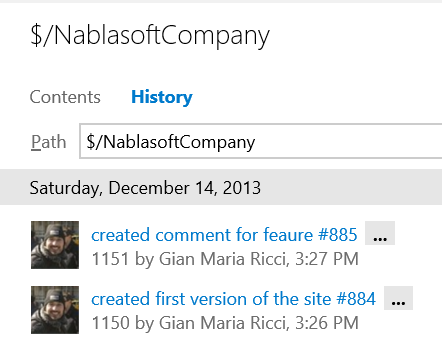 $/NablasoftCompany
Contents History
Path $/NablasoftCompany
Saturday, December 14, 2013
created comment for feaure #885 ...
1151 by Gian Maria Ricci, 3:27 PM
created first version of the site #884 ...
1150 by Gian Maria Ricci, 3:26 PM